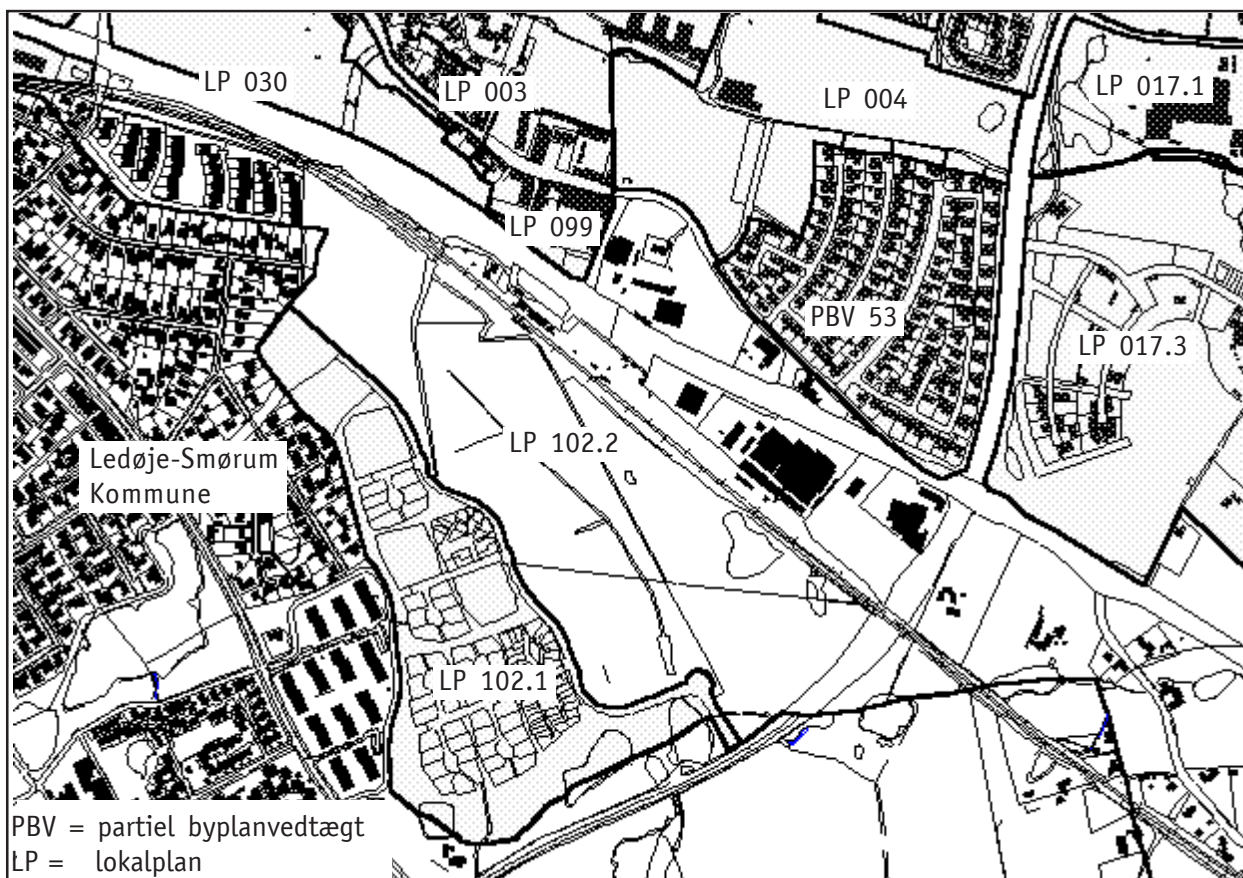 LP 030
LP 003
LP 004
LP 017.1
LP 099
PBV 53
LP 017.3
LP 102.2
Ledøje-Smørum
Kommune
LP 102.1
PBV = partiel byplanvedtægt
LP = lokalplan